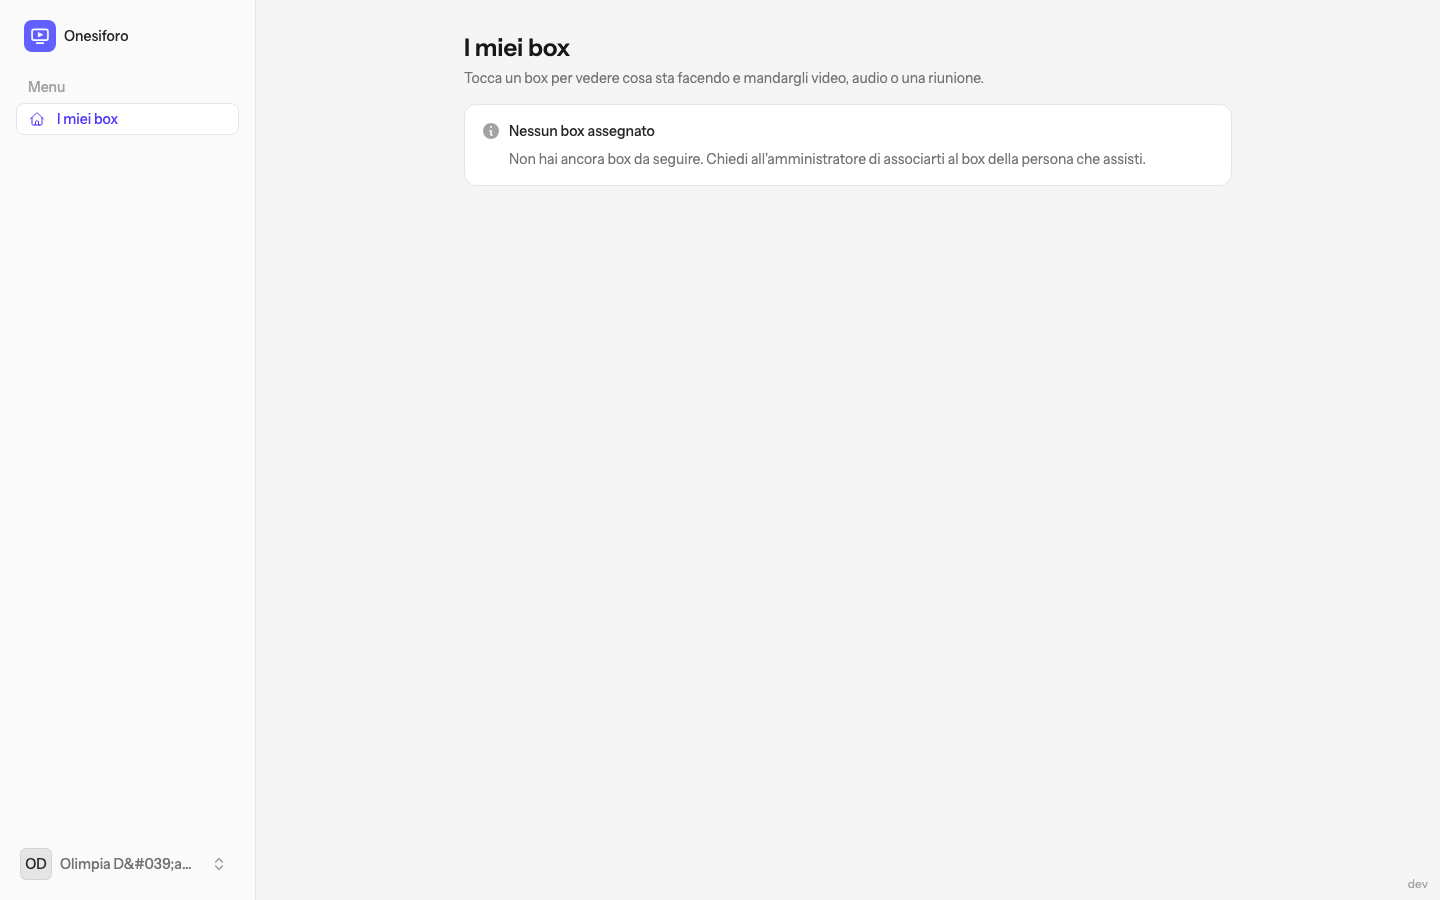 Onesiforo
Menu
I miei box
I miei box
Tocca un box per vedere cosa sta facendo e mandargli video, audio o una riunione.
Nessun box assegnato
Non hai ancora box da seguire. Chiedi all'amministratore di associarti al box della persona che assisti.
OD
Olimpia D&#039;a...
dev